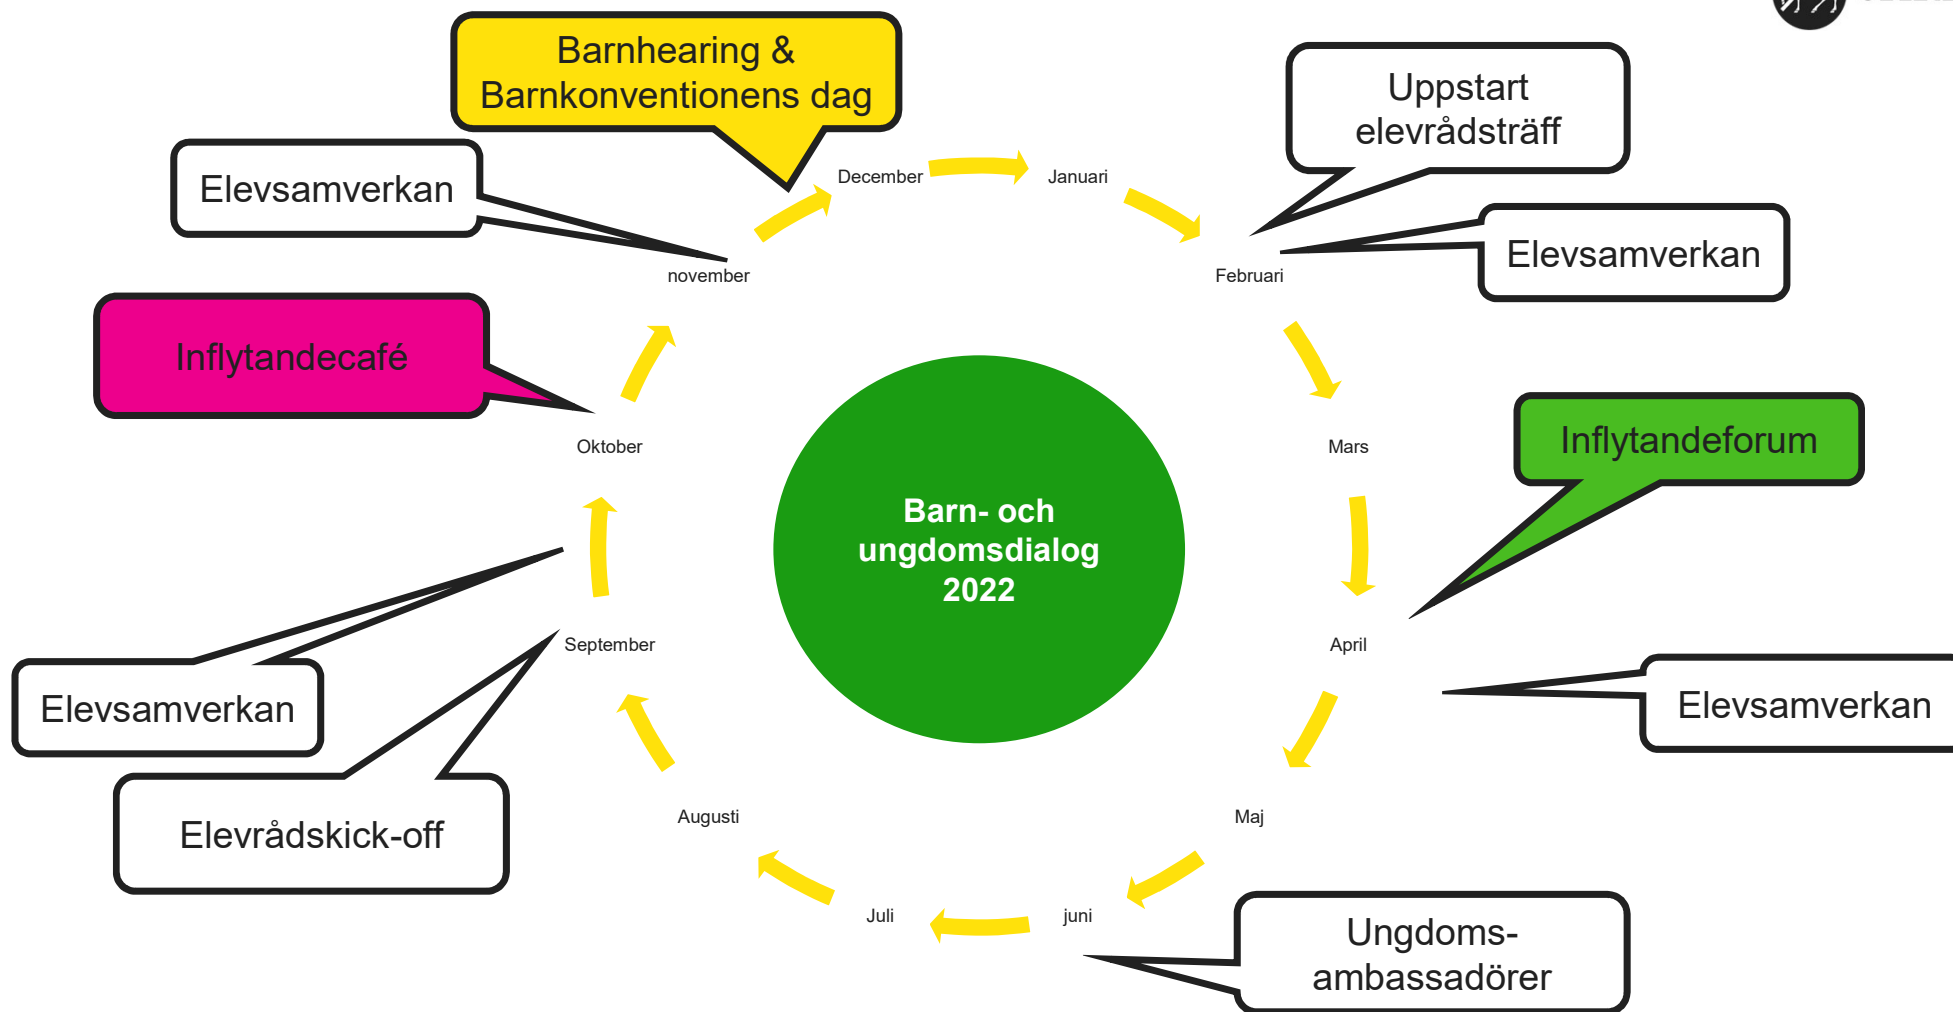 Barnhearing &
Barnkonventionens dag
Uppstart
elevrådsträff
Elevsamverkan
December
Januari
Elevsamverkan
november
Februari
Inflytandecafé
Oktober
Mars
Inflytandeforum
Barn- och
ungdomsdialog
2022
September
April
Elevsamverkan
Elevsamverkan
Elevrådskick-off
Augusti
Maj
Juli
juni
Ungdoms-
ambassadörer